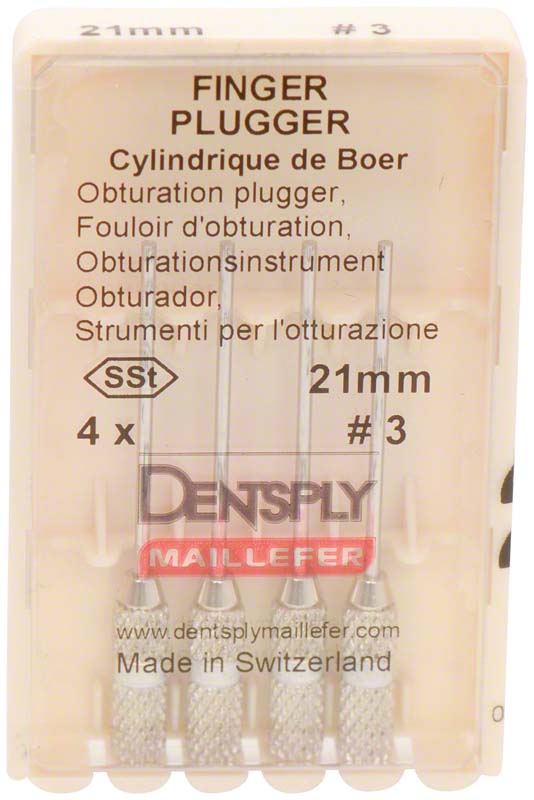 21mm # 3
FINGER
PLUGGER
Cylindrique de Boer
Obturation plugger,
Fouloir d'obturation,
Obturationsinstrument
Obturador,
Strumenti per l'otturazione
SSt 21mm
4 x # 3
DENTSPLY
MAILLEFER
www.dentsplymaillefer.com
Made in Switzerland